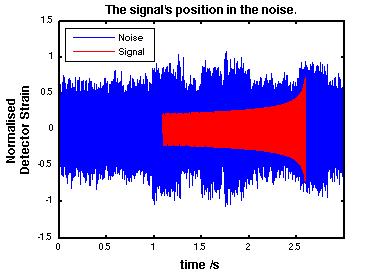 The signal's position in the noise.
1.5
Noise
Signal
1
0.5
0
-0.5
-1
-1.5
Normalised
Detector Strain
0 0.5 1 1.5 2 2.5
time /s